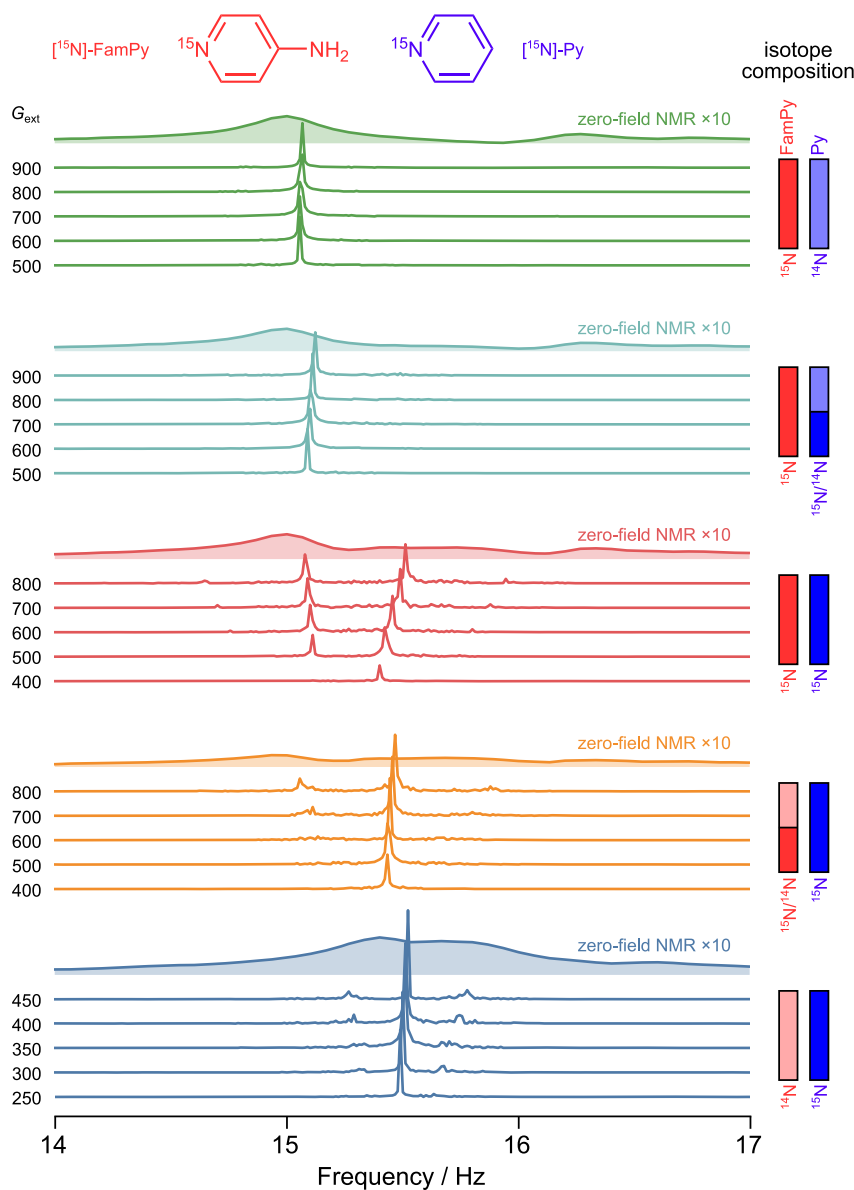 [¹⁵N]-FamPy
¹⁵N
NH₂
¹⁵N
[¹⁵N]-Py
isotope
composition
G_ext
zero-field NMR ×10
900
800
700
600
500
FamPy
Py
¹⁵N
¹⁴N
zero-field NMR ×10
900
800
700
600
500
¹⁵N
¹⁵N/¹⁴N
zero-field NMR ×10
800
700
600
500
400
¹⁵N
¹⁵N
zero-field NMR ×10
800
700
600
500
400
¹⁵N/¹⁴N
¹⁵N
zero-field NMR ×10
450
400
350
300
250
¹⁴N
¹⁵N
14
15
16
17
Frequency / Hz